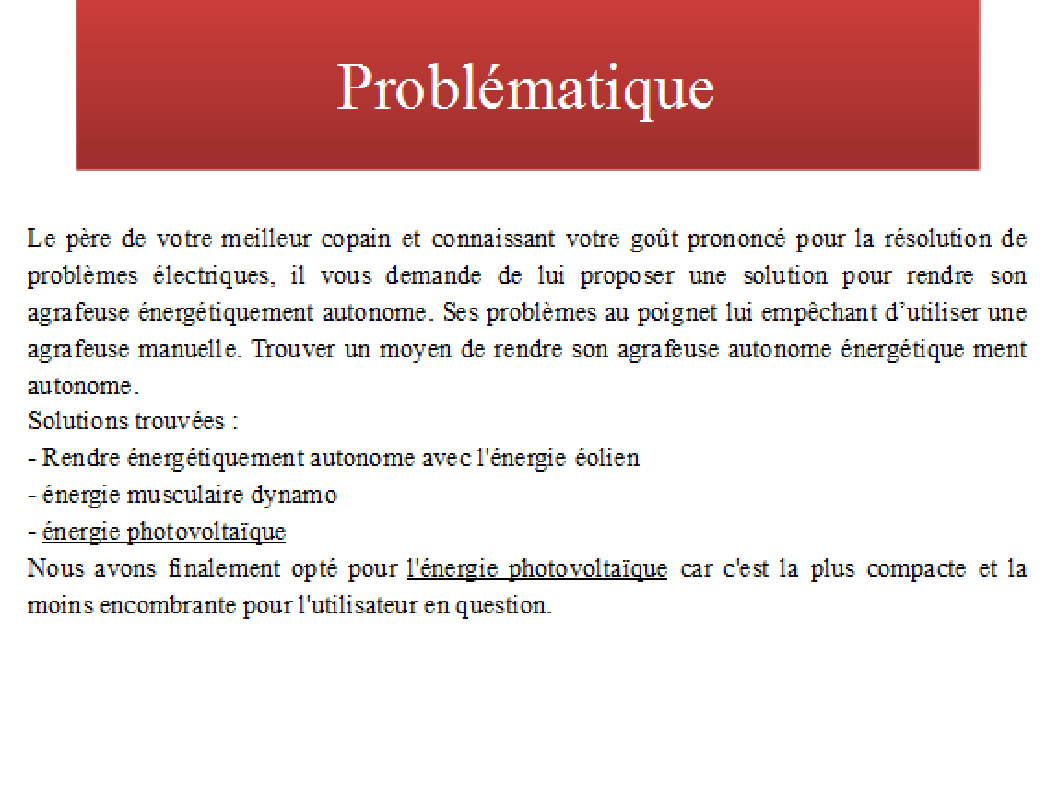 Problématique
Le père de votre meilleur copain et connaissant votre goût prononcé pour la résolution de
problèmes électriques, il vous demande de lui proposer une solution pour rendre son
agrafeuse énergétiquement autonome. Ses problèmes au poignet lui empêchant d’utiliser une
agrafeuse manuelle. Trouver un moyen de rendre son agrafeuse autonome énergétique ment
autonome.
Solutions trouvées :
- Rendre énergétiquement autonome avec l'énergie éolien
- énergie musculaire dynamo
- énergie photovoltaïque
Nous avons finalement opté pour l'énergie photovoltaïque car c'est la plus compacte et la
moins encombrante pour l'utilisateur en question.